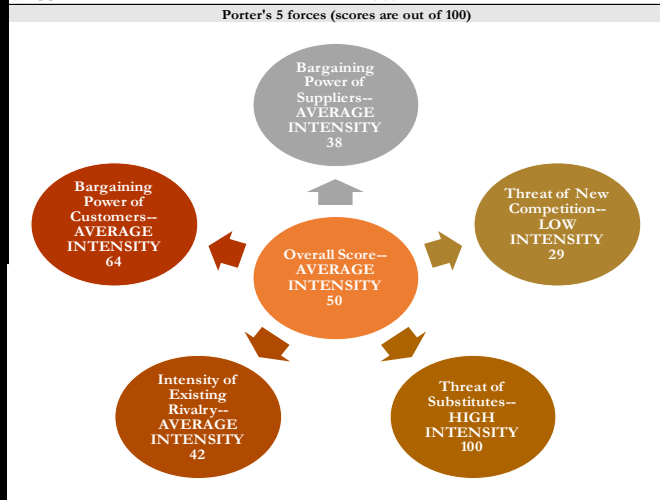 Porter's 5 forces (scores are out of 100)
Bargaining
Power of
Suppliers--
AVERAGE
INTENSITY
38
Bargaining
Power of
Customers--
AVERAGE
INTENSITY
64
Threat of New
Competition--
LOW
INTENSITY
29
Overall Score--
AVERAGE
INTENSITY
50
Intensity of
Existing
Rivalry--
AVERAGE
INTENSITY
42
Threat of
Substitutes--
HIGH
INTENSITY
100